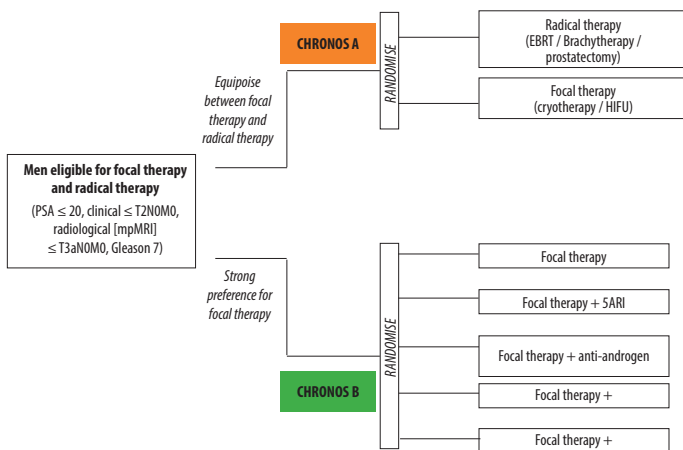 CHRONOS A
Equipoise
between focal
therapy and
radical therapy
RANDOMISE
Radical therapy
(EBRT / Brachytherapy /
prostatectomy)
Focal therapy
(cryotherapy / HIFU)
Men eligible for focal therapy
and radical therapy
(PSA ≤ 20, clinical ≤ T2N0M0,
radiological [mpMRI]
≤ T3aN0M0, Gleason 7)
Strong
preference for
focal therapy
CHRONOS B
RANDOMISE
Focal therapy
Focal therapy + 5ARI
Focal therapy + anti-androgen
Focal therapy +
Focal therapy +